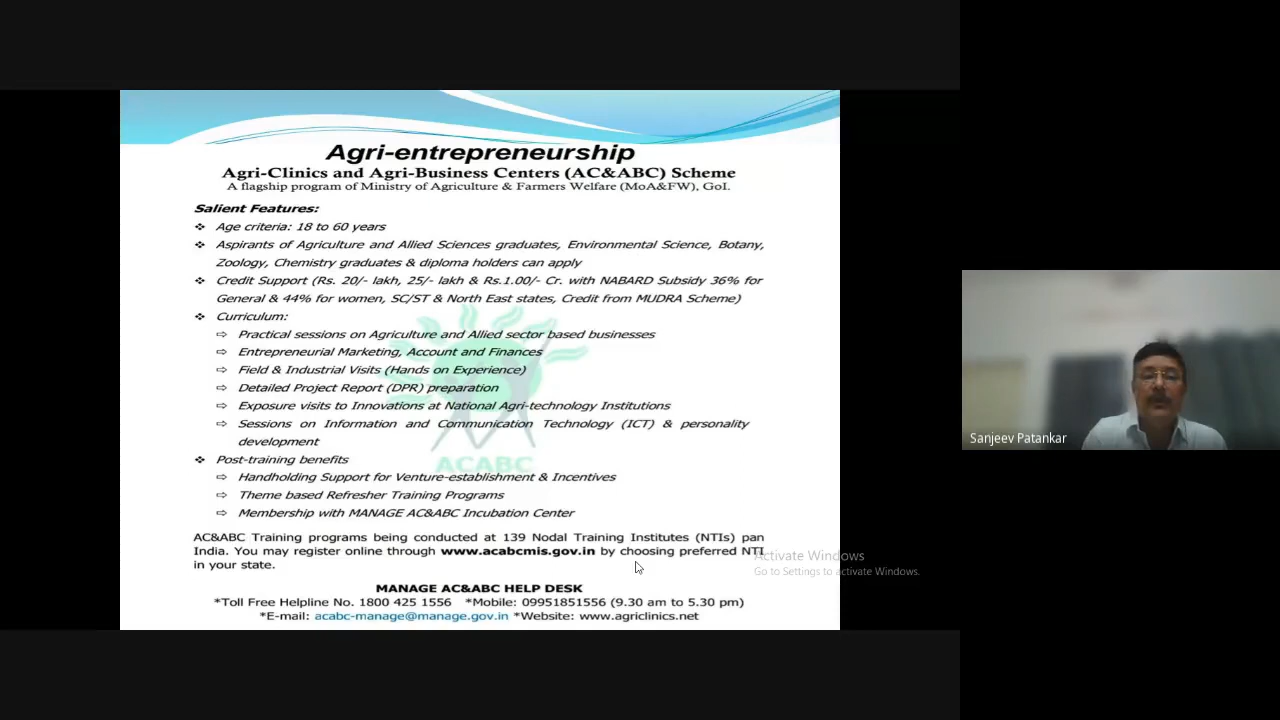 Agri-entrepreneurship
Agri-Clinics and Agri-Business Centers (AC&ABC) Scheme
A flagship program of Ministry of Agriculture & Farmers Welfare (MoA&FW), GoI.
Salient Features:
❖ Age criteria: 18 to 60 years
❖ Aspirants of Agriculture and Allied Sciences graduates, Environmental Science, Botany,
Zoology, Chemistry graduates & diploma holders can apply
❖ Credit Support (Rs. 20/- lakh, 25/- lakh & Rs.1.00/- Cr. with NABARD Subsidy 36% for
General & 44% for women, SC/ST & North East states, Credit from MUDRA Scheme)
❖ Curriculum:
⇨ Practical sessions on Agriculture and Allied sector based businesses
⇨ Entrepreneurial Marketing, Account and Finances
⇨ Field & Industrial Visits (Hands on Experience)
⇨ Detailed Project Report (DPR) preparation
⇨ Exposure visits to Innovations at National Agri-technology Institutions
⇨ Sessions on Information and Communication Technology (ICT) & personality
development
❖ Post-training benefits
ACABC
⇨ Handholding Support for Venture-establishment & Incentives
⇨ Theme based Refresher Training Programs
⇨ Membership with MANAGE AC&ABC Incubation Center
AC&ABC Training programs being conducted at 139 Nodal Training Institutes (NTIs) pan
India. You may register online through www.acabcmis.gov.in by choosing preferred NTI
in your state.
MANAGE AC&ABC HELP DESK
*Toll Free Helpline No. 1800 425 1556 *Mobile: 09951851556 (9.30 am to 5.30 pm)
*E-mail: acabc-manage@manage.gov.in *Website: www.agriclinics.net
Activate Windows
Go to Settings to activate Windows.
Sanjeev Patankar